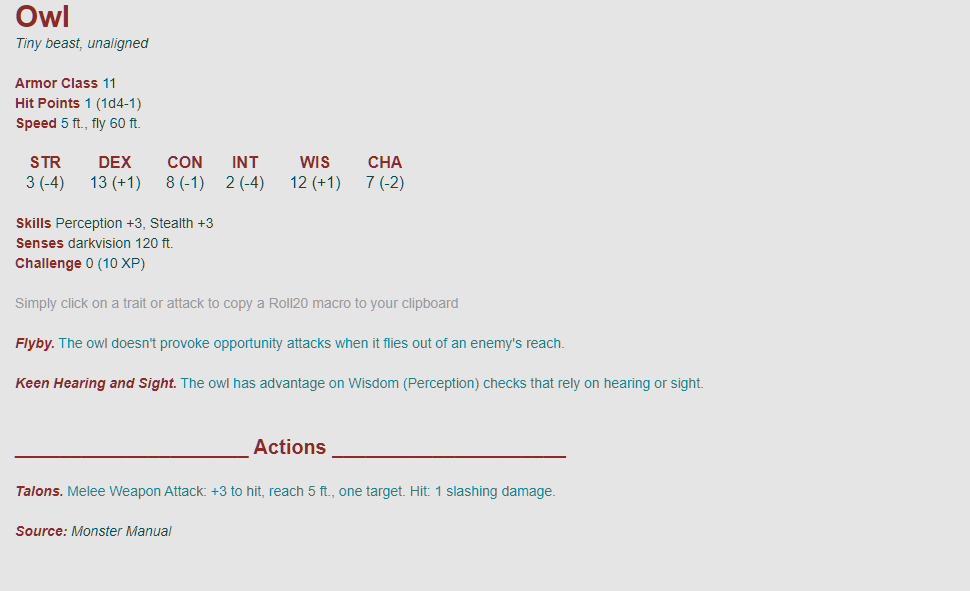 Owl
Tiny beast, unaligned
Armor Class 11
Hit Points 1 (1d4-1)
Speed 5 ft., fly 60 ft.
STR DEX CON INT WIS CHA
3 (-4) 13 (+1) 8 (-1) 2 (-4) 12 (+1) 7 (-2)
Skills Perception +3, Stealth +3
Senses darkvision 120 ft.
Challenge 0 (10 XP)
Simply click on a trait or attack to copy a Roll20 macro to your clipboard
Flyby. The owl doesn't provoke opportunity attacks when it flies out of an enemy's reach.
Keen Hearing and Sight. The owl has advantage on Wisdom (Perception) checks that rely on hearing or sight.
Actions
Talons. Melee Weapon Attack: +3 to hit, reach 5 ft., one target. Hit: 1 slashing damage.
Source: Monster Manual